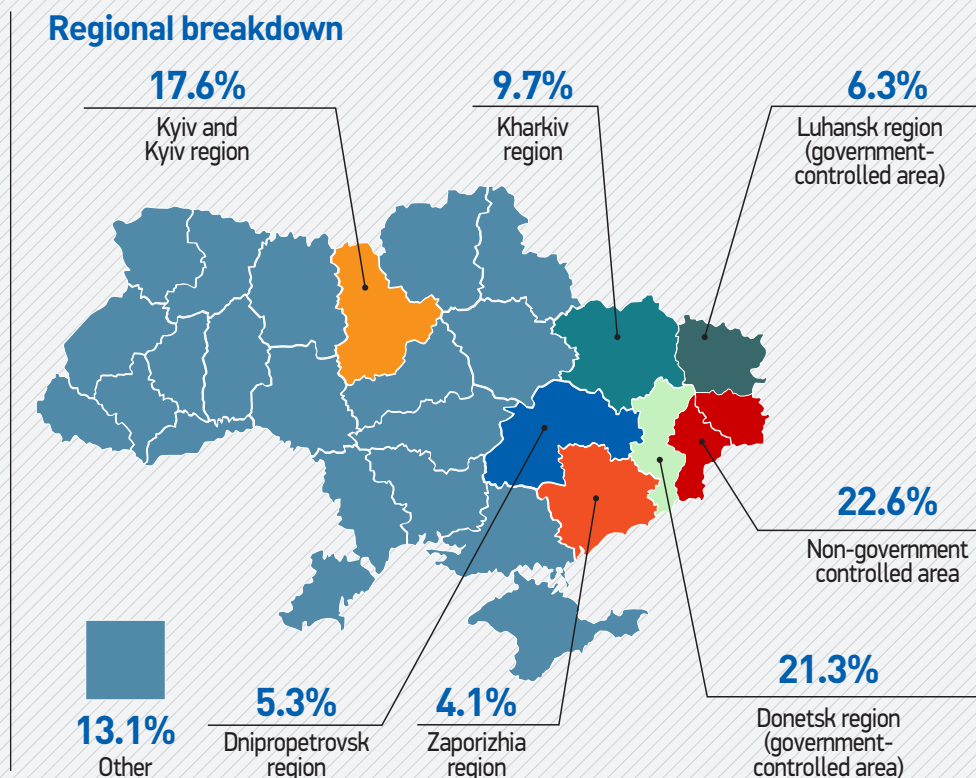 Regional breakdown
17.6%
Kyiv and
Kyiv region
9.7%
Kharkiv
region
6.3%
Luhansk region
(government-
controlled area)
22.6%
Non-government
controlled area
21.3%
Donetsk region
(government-
controlled area)
4.1%
Zaporizhia
region
5.3%
Dnipropetrovsk
region
13.1%
Other